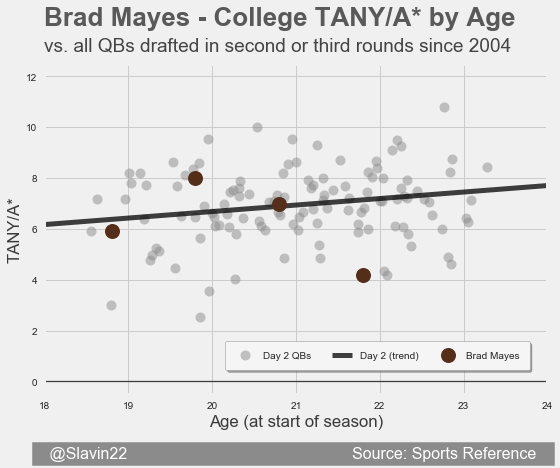 Brad Mayes - College TANY/A* by Age
vs. all QBs drafted in second or third rounds since 2004
12
10
8
6
4
2
0
TANY/A*
Day 2 QBs
Day 2 (trend)
Brad Mayes
18 19 20 21 22 23 24
Age (at start of season)
@Slavin22 Source: Sports Reference